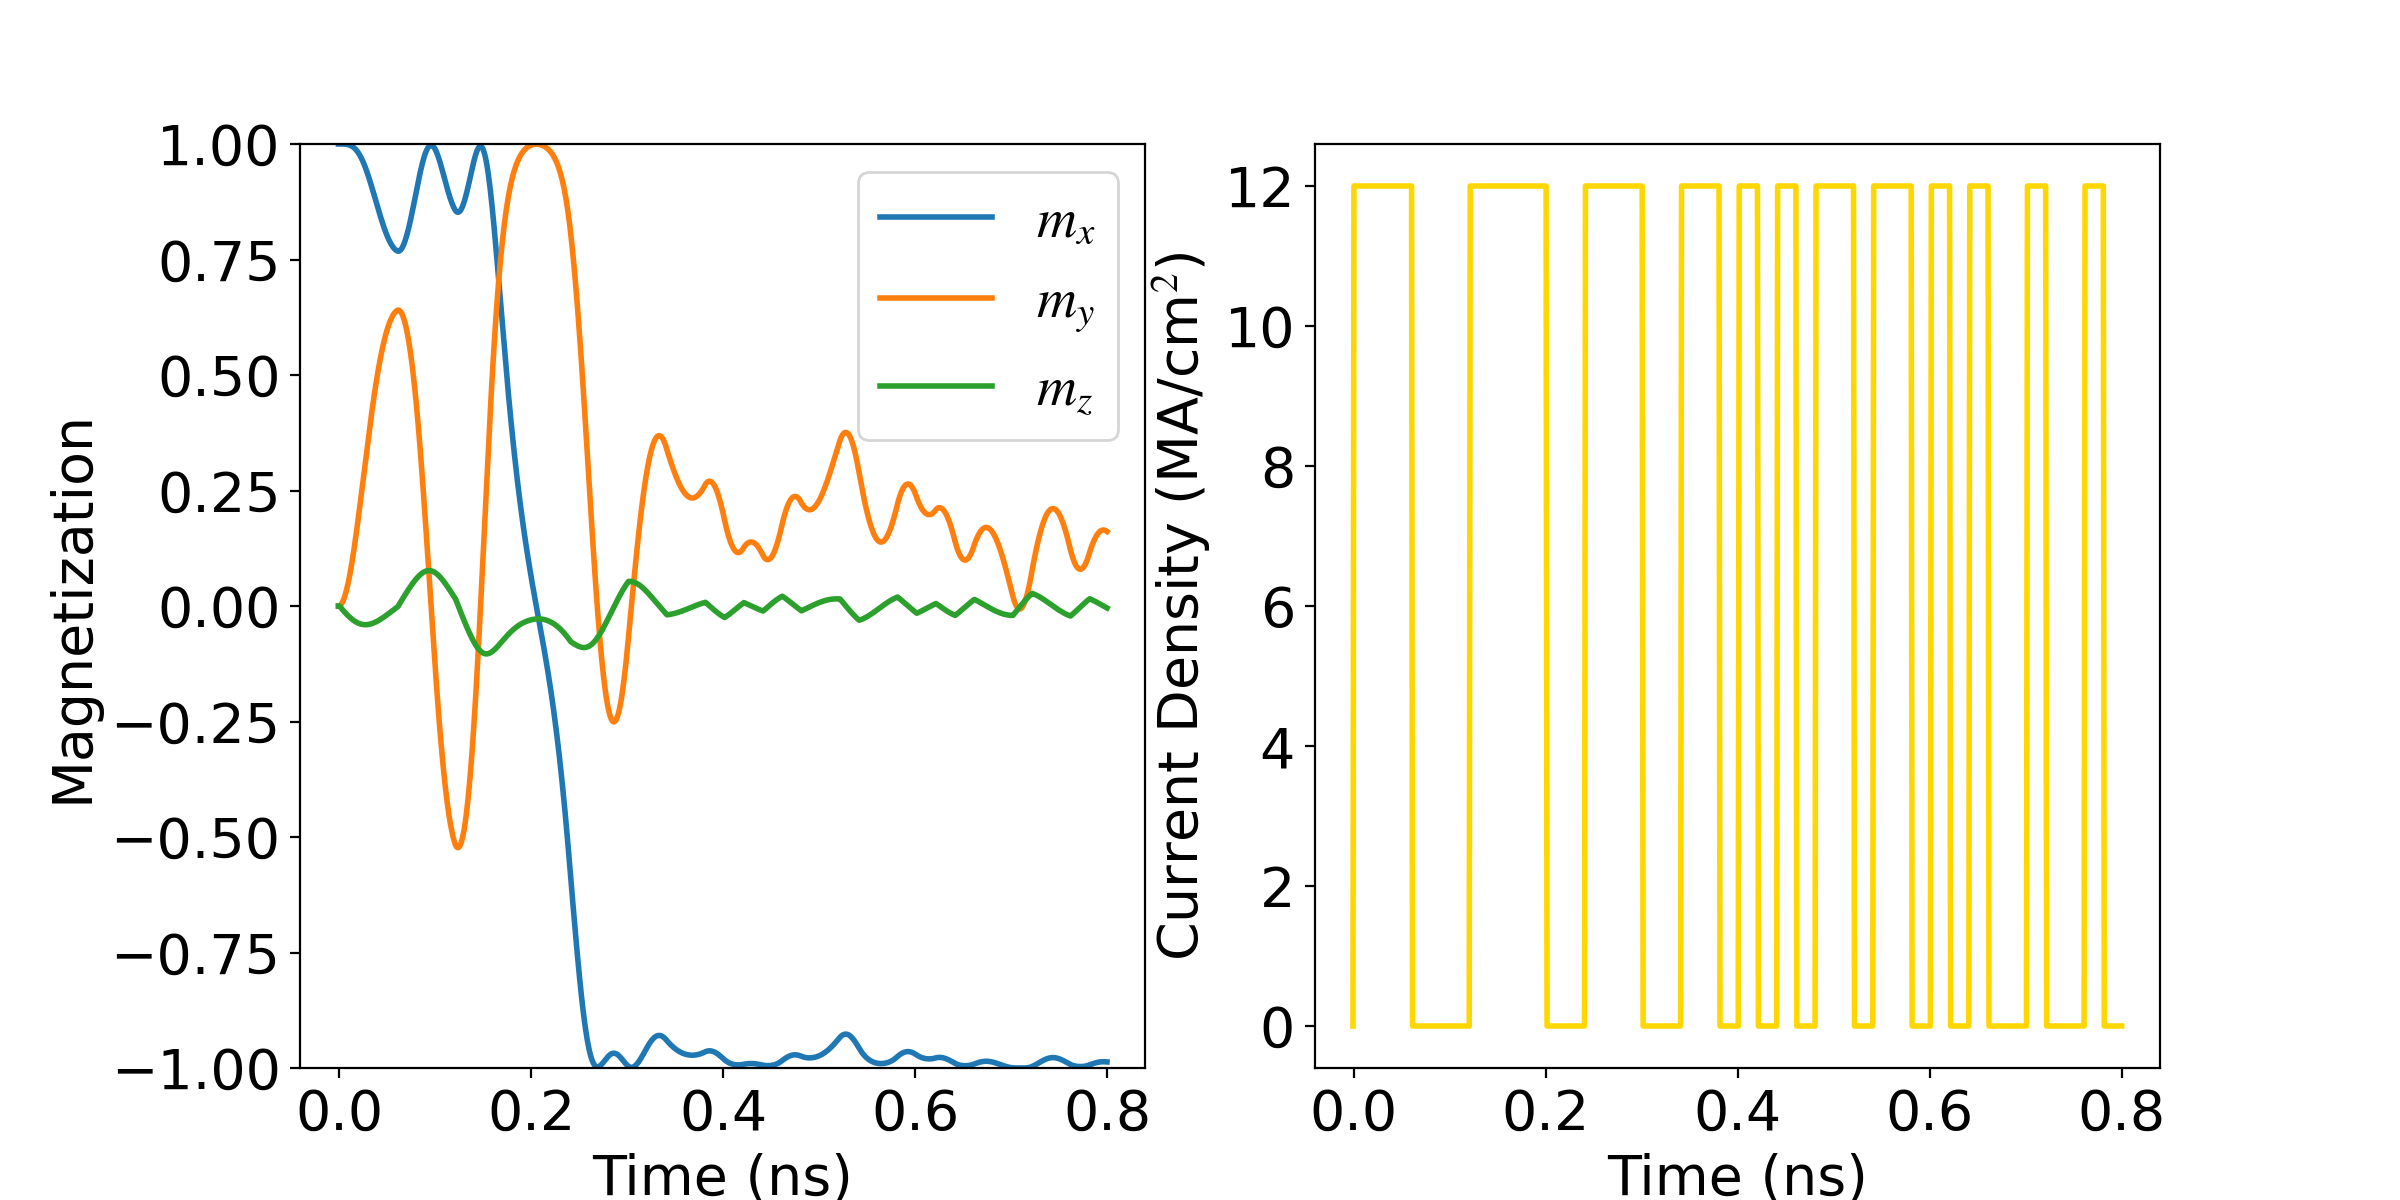 Magnetization
1.00
0.75
0.50
0.25
0.00
−0.25
−0.50
−0.75
−1.00
0.0 0.2 0.4 0.6 0.8
Time (ns)
m_x
m_y
m_z
Current Density (MA/cm²)
12
10
8
6
4
2
0
0.0 0.2 0.4 0.6 0.8
Time (ns)